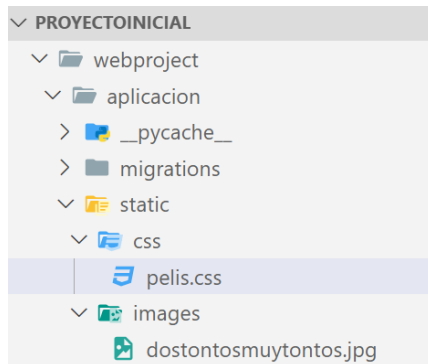 PROYECTOINICIAL
webproject
aplicacion
__pycache__
migrations
static
css
pelis.css
images
dostontosmuytontos.jpg